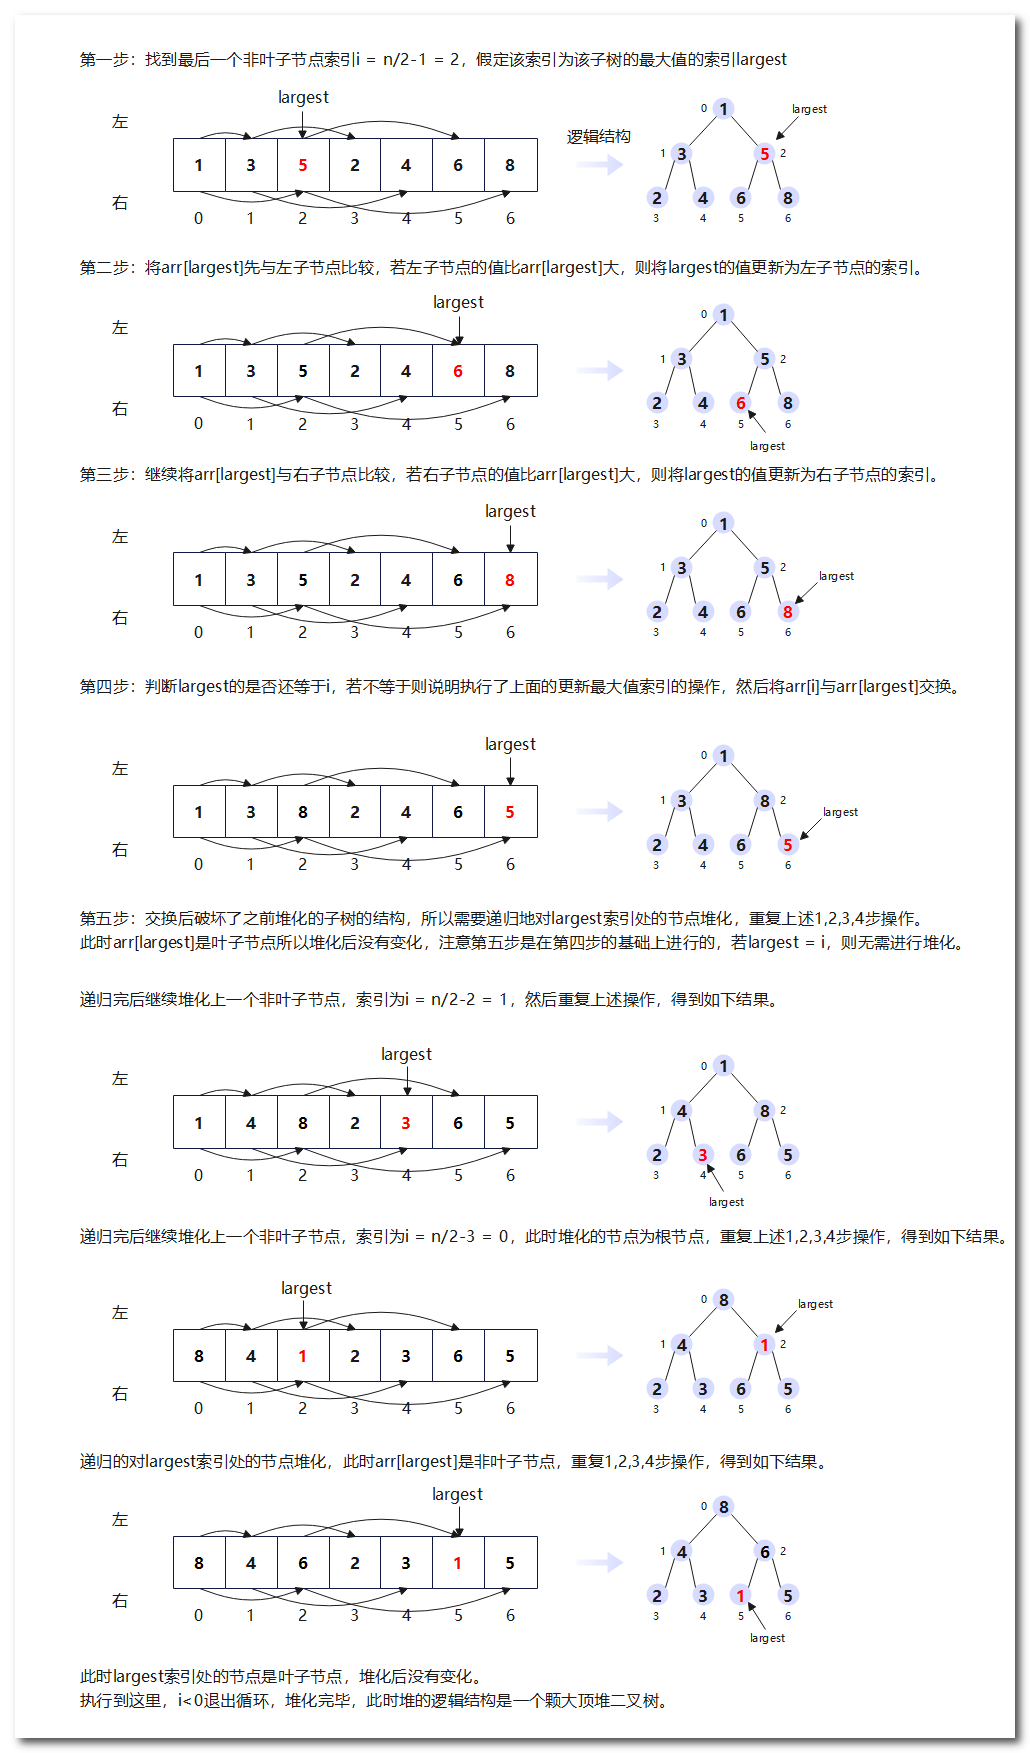 第一步：找到最后一个非叶子节点索引i = n/2-1 = 2，假定该索引为该子树的最大值的索引largest
largest
左
1 3 5 2 4 6 8
右
0 1 2 3 4 5 6
逻辑结构
0 1
largest
1 3 5 2
2 4 6 8
3 4 5 6
第二步：将arr[largest]先与左子节点比较，若左子节点的值比arr[largest]大，则将largest的值更新为左子节点的索引。
largest
左
1 3 5 2 4 6 8
右
0 1 2 3 4 5 6
0 1
1 3 5 2
2 4 6 8
3 4 5 6
largest
第三步：继续将arr[largest]与右子节点比较，若右子节点的值比arr[largest]大，则将largest的值更新为右子节点的索引。
largest
左
1 3 5 2 4 6 8
右
0 1 2 3 4 5 6
0 1
1 3 5 2
largest
2 4 6 8
3 4 5 6
第四步：判断largest的是否还等于i，若不等于则说明执行了上面的更新最大值索引的操作，然后将arr[i]与arr[largest]交换。
largest
左
1 3 8 2 4 6 5
右
0 1 2 3 4 5 6
0 1
1 3 8 2
largest
2 4 6 5
3 4 5 6
第五步：交换后破坏了之前堆化的子树的结构，所以需要递归地对largest索引处的节点堆化，重复上述1,2,3,4步操作。
此时arr[largest]是叶子节点所以堆化后没有变化，注意第五步是在第四步的基础上进行的，若largest = i，则无需进行堆化。
递归完后继续堆化上一个非叶子节点，索引为i = n/2-2 = 1，然后重复上述操作，得到如下结果。
largest
左
1 4 8 2 3 6 5
右
0 1 2 3 4 5 6
0 1
1 4 8 2
2 3 6 5
3 4 5 6
largest
递归完后继续堆化上一个非叶子节点，索引为i = n/2-3 = 0，此时堆化的节点为根节点，重复上述1,2,3,4步操作，得到如下结果。
largest
左
8 4 1 2 3 6 5
右
0 1 2 3 4 5 6
0 8
largest
1 4 1 2
2 3 6 5
3 4 5 6
递归的对largest索引处的节点堆化，此时arr[largest]是非叶子节点，重复1,2,3,4步操作，得到如下结果。
largest
左
8 4 6 2 3 1 5
右
0 1 2 3 4 5 6
0 8
1 4 6 2
2 3 1 5
3 4 5 6
largest
此时largest索引处的节点是叶子节点，堆化后没有变化。
执行到这里，i<0退出循环，堆化完毕，此时堆的逻辑结构是一个颗大顶堆二叉树。